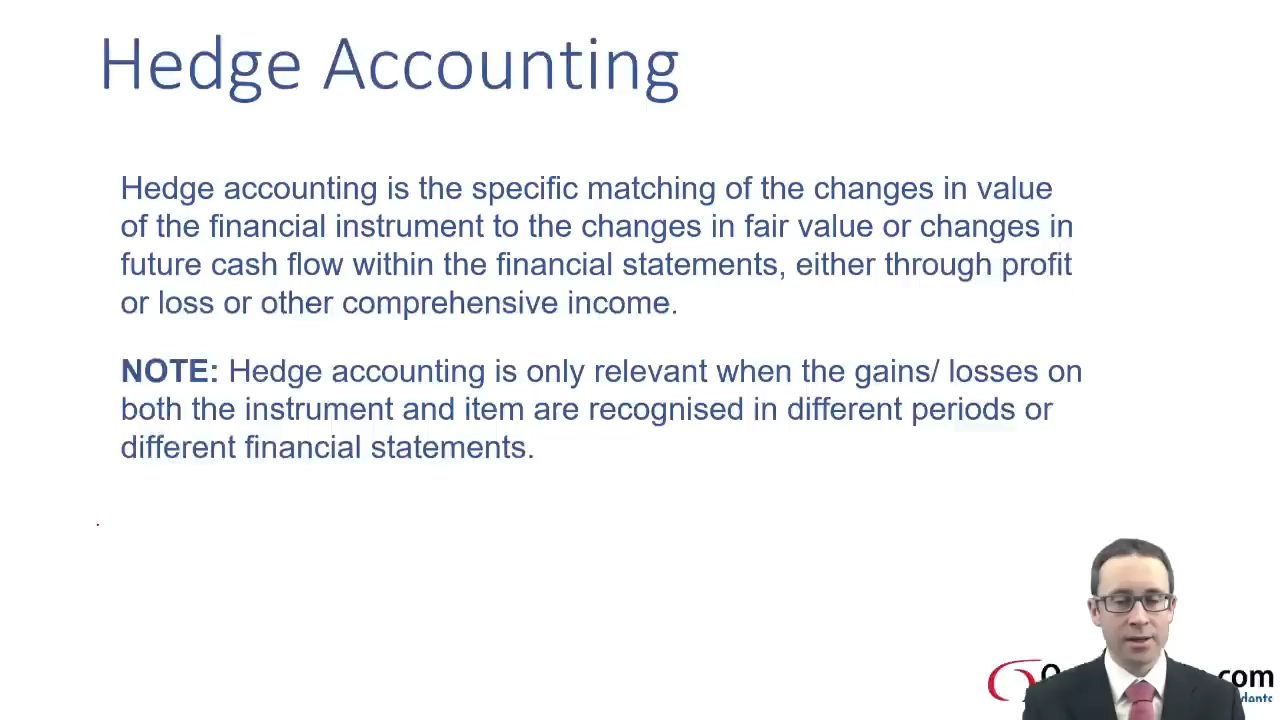 Hedge Accounting
Hedge accounting is the specific matching of the changes in value
of the financial instrument to the changes in fair value or changes in
future cash flow within the financial statements, either through profit
or loss or other comprehensive income.
NOTE: Hedge accounting is only relevant when the gains/ losses on
both the instrument and item are recognised in different periods or
different financial statements.
.com